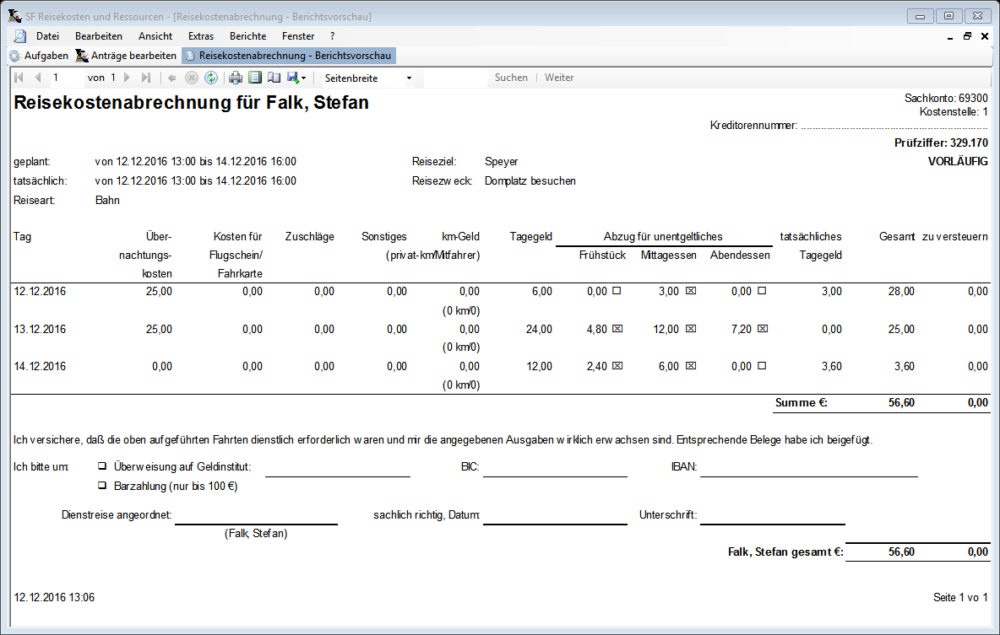 SF Reisekosten und Ressourcen - [Reisekostenabrechnung - Berichtsvorschau]
Datei Bearbeiten Ansicht Extras Berichte Fenster ?
Aufgaben Anträge bearbeiten Reisekostenabrechnung - Berichtsvorschau
1 von 1 Seitenbreite Suchen | Weiter
Reisekostenabrechnung für Falk, Stefan
Sachkonto: 69300
Kostenstelle: 1
Kreditorennummer: ................................................................
Prüfziffer: 329.170
geplant: von 12.12.2016 13:00 bis 14.12.2016 16:00 Reiseziel: Speyer VORLÄUFIG
tatsächlich: von 12.12.2016 13:00 bis 14.12.2016 16:00 Reisezweck: Domplatz besuchen
Reiseart: Bahn
Tag Über- Kosten für Zuschläge Sonstiges km-Geld Tagegeld Abzug für unentgeltliches tatsächliches Gesamt zu versteuern
nachtungs- Flugschein/ (privat-km/Mitfahrer) Frühstück Mittagessen Abendessen Tagegeld
kosten Fahrkarte
12.12.2016 25,00 0,00 0,00 0,00 0,00 6,00 0,00 ☐ 3,00 ☒ 0,00 ☐ 3,00 28,00 0,00
(0 km/0)
13.12.2016 25,00 0,00 0,00 0,00 0,00 24,00 4,80 ☒ 12,00 ☒ 7,20 ☒ 0,00 25,00 0,00
(0 km/0)
14.12.2016 0,00 0,00 0,00 0,00 0,00 12,00 2,40 ☒ 6,00 ☒ 0,00 ☐ 3,60 3,60 0,00
(0 km/0)
Summe €: 56,60 0,00
Ich versichere, daß die oben aufgeführten Fahrten dienstlich erforderlich waren und mir die angegebenen Ausgaben wirklich erwachsen sind. Entsprechende Belege habe ich beigefügt.
Ich bitte um: ❑ Überweisung auf Geldinstitut: BIC: IBAN:
❑ Barzahlung (nur bis 100 €)
Dienstreise angeordnet: sachlich richtig, Datum: Unterschrift:
(Falk, Stefan)
Falk, Stefan gesamt €: 56,60 0,00
12.12.2016 13:06 Seite 1 vo 1